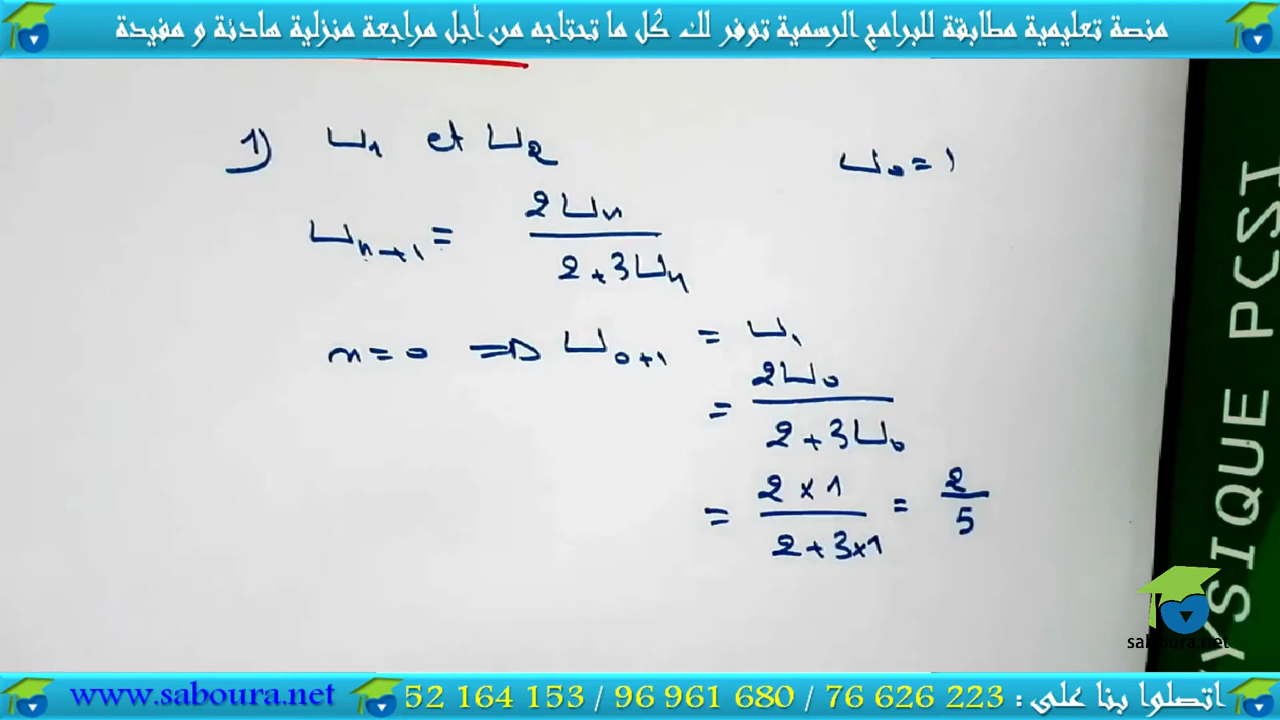 منصة تعليمية مطابقة للبرامج الرسمية توفر لك كل ما تحتاجه من أجل مراجعة منزلية هادئة و مفيدة
1) U₁ et U₂ U₀ = 1
Uₙ₊₁ = 2Uₙ / (2 + 3Uₙ)
n = 0 ⇒ U₀₊₁ = U₁
= 2U₀ / (2 + 3U₀)
= (2 × 1) / (2 + 3×1) = 2/5
YSIQUE PCSI
saboura.net
www.saboura.net 52 164 153 / 96 961 680 / 76 626 223 : اتصلوا بنا على